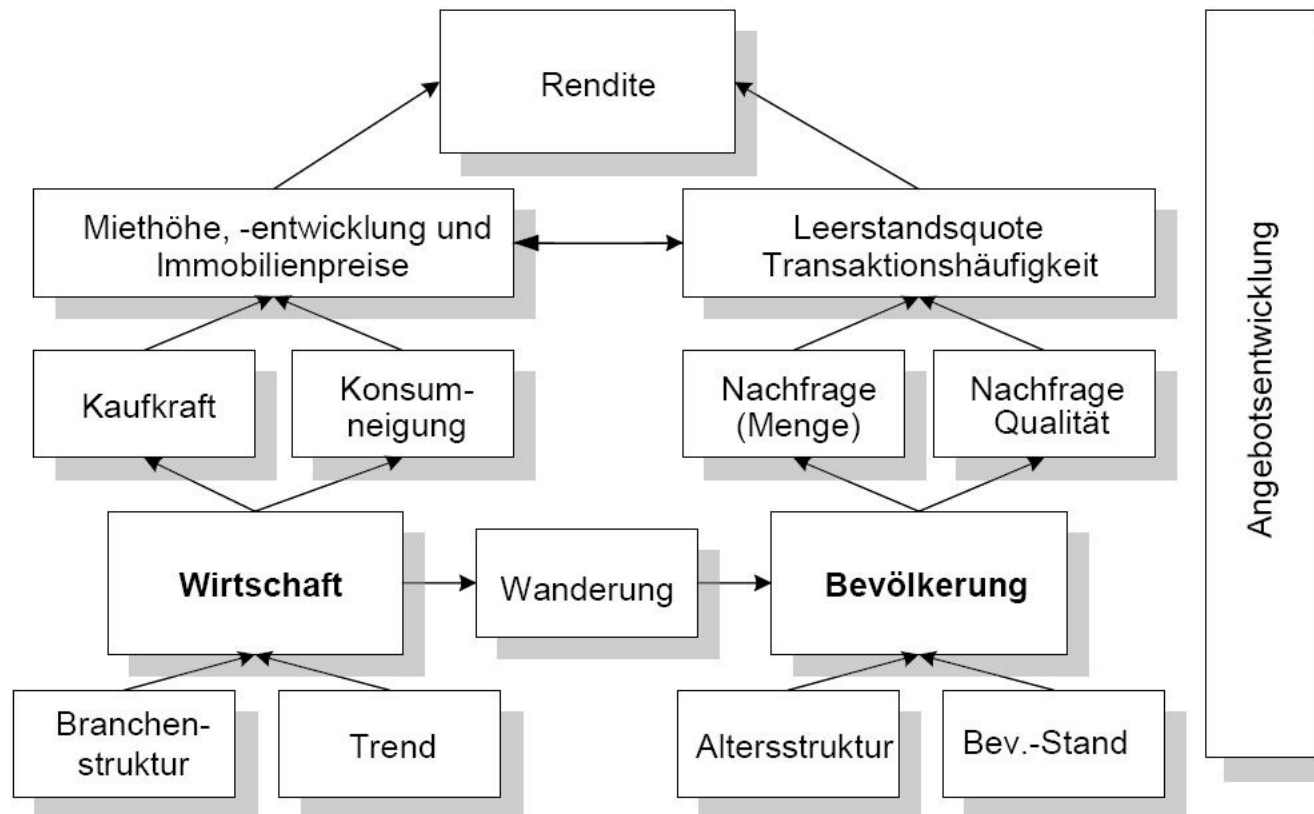 Rendite
Miethöhe, -entwicklung und
Immobilienpreise
Leerstandsquote
Transaktionshäufigkeit
Kaufkraft
Konsum-
neigung
Nachfrage
(Menge)
Nachfrage
Qualität
Wirtschaft
Wanderung
Bevölkerung
Branchen-
struktur
Trend
Altersstruktur
Bev.-Stand
Angebotsentwicklung